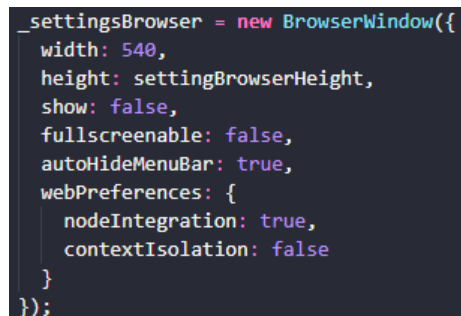 _settingsBrowser = new BrowserWindow({
  width: 540,
  height: settingBrowserHeight,
  show: false,
  fullscreenable: false,
  autoHideMenuBar: true,
  webPreferences: {
    nodeIntegration: true,
    contextIsolation: false
  }
});